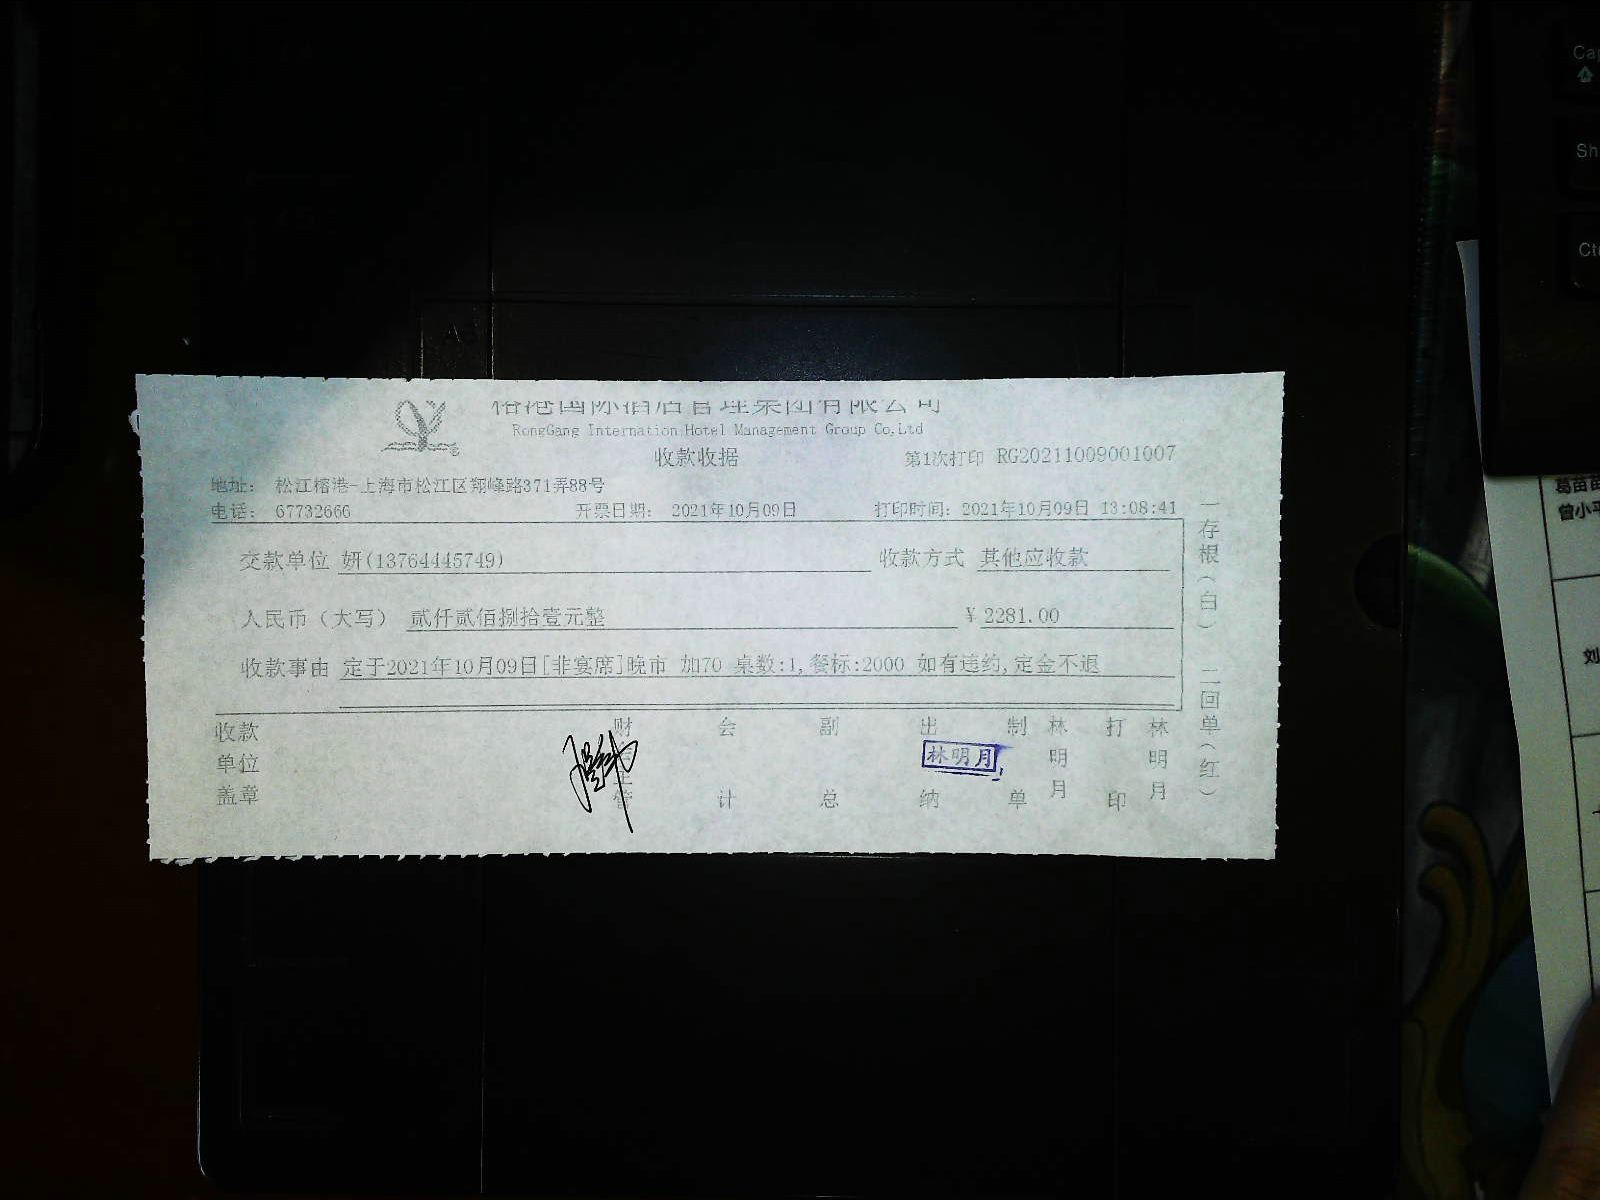 榕港国际酒店管理集团有限公司
RongGang Internation Hotel Management Group Co,Ltd
收款收据
第1次打印 RG20211009001007
地址： 松江榕港-上海市松江区翔峰路371弄88号
电话： 67732666
开票日期： 2021年10月09日
打印时间：2021年10月09日 13:08:41
交款单位 妍(13764445749)
收款方式 其他应收款
人民币（大写） 贰仟贰佰捌拾壹元整
¥ 2281.00
收款事由 定于2021年10月09日[非宴席]晚市 加70 桌数:1,餐标:2000 如有违约,定金不退
一存根（白） 二回单（红）
收款单位盖章
会计
副总
出纳
林明月
制单
林明月
打印
林明月
Sh
葛苗苗
曾小平
刘